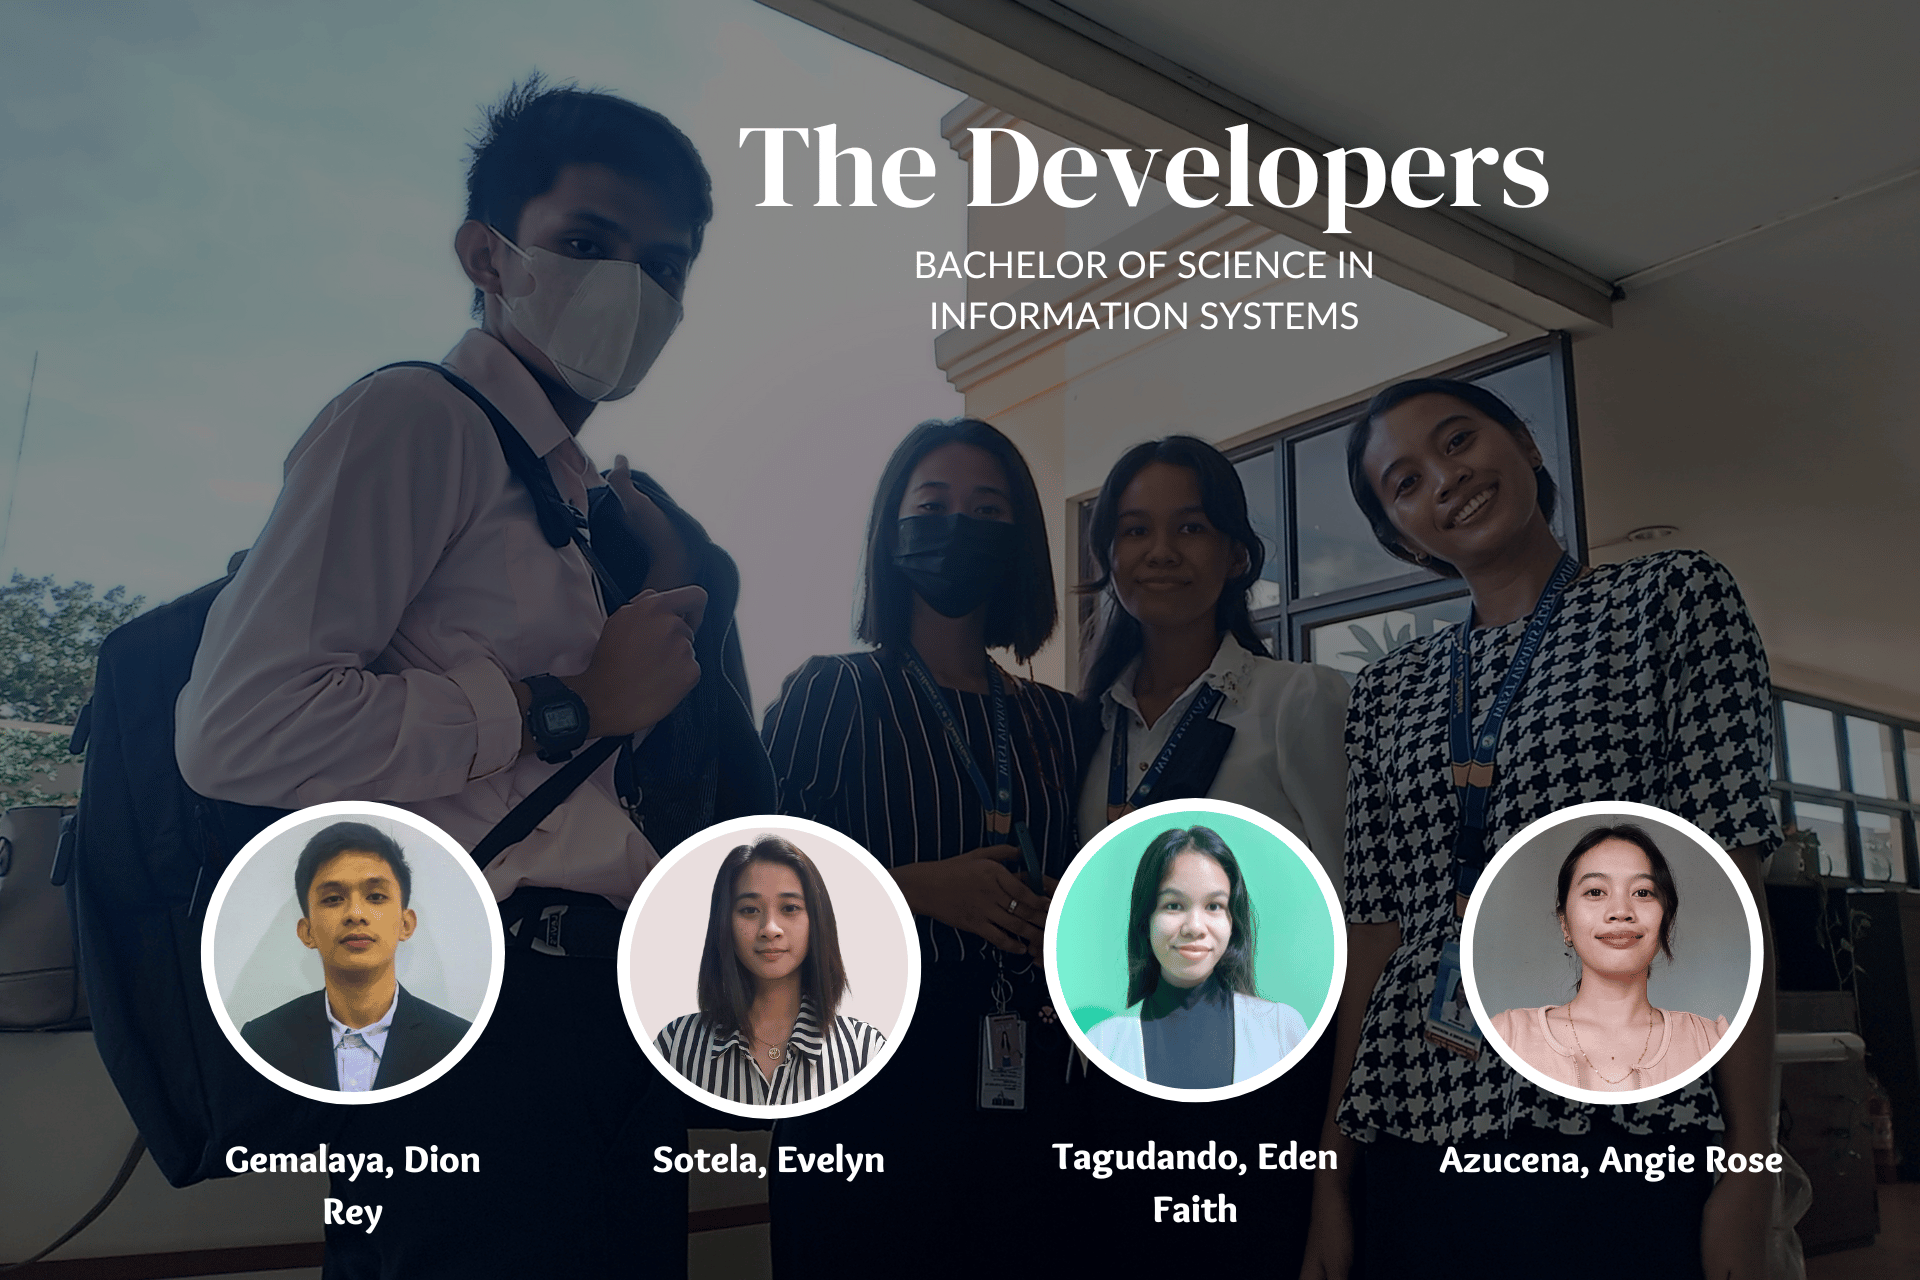 The Developers
BACHELOR OF SCIENCE IN
INFORMATION SYSTEMS
Gemalaya, Dion
Rey
Sotela, Evelyn
Tagudando, Eden
Faith
Azucena, Angie Rose